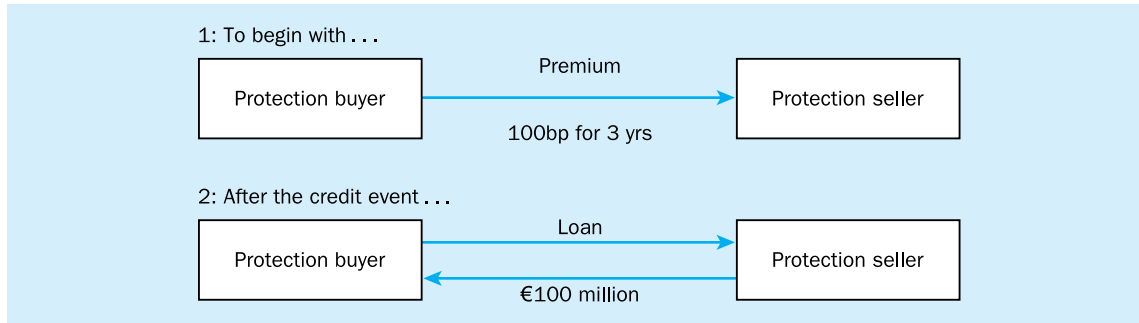 1: To begin with . . .
Premium
Protection buyer
Protection seller
100bp for 3 yrs
2: After the credit event . . .
Loan
Protection buyer
Protection seller
€100 million